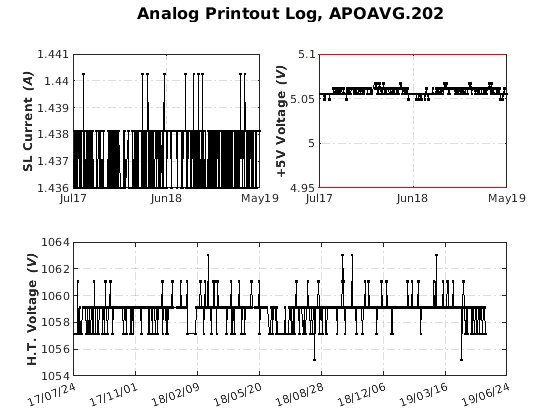 Analog Printout Log, APOAVG.202
SL Current (A)
1.441
1.44
1.439
1.438
1.437
1.436
Jul17 Jun18 May19
+5V Voltage (V)
5.1
5.05
5
4.95
Jul17 Jun18 May19
H.T. Voltage (V)
1064
1062
1060
1058
1056
1054
17/07/24 17/11/01 18/02/09 18/05/20 18/08/28 18/12/06 19/03/16 19/06/24